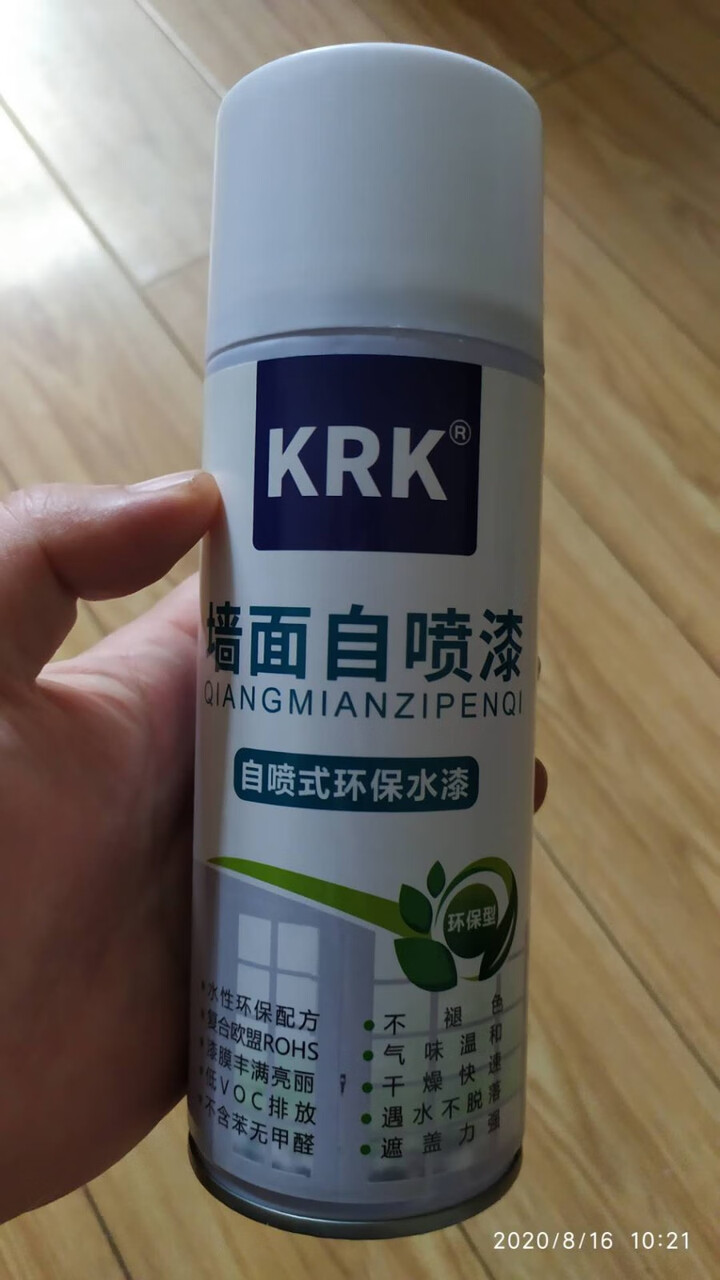 KRK®
墙面自喷漆
QIANGMIANZIPENQI
自喷式环保水漆
环保型
•水性环保配方
•复合欧盟ROHS
•漆膜丰满亮丽
•低VOC排放
•不含苯无甲醛
•不褪色
•气味温和
•干燥快速
•遇水不脱落
•遮盖力强
2020/8/16 10:21